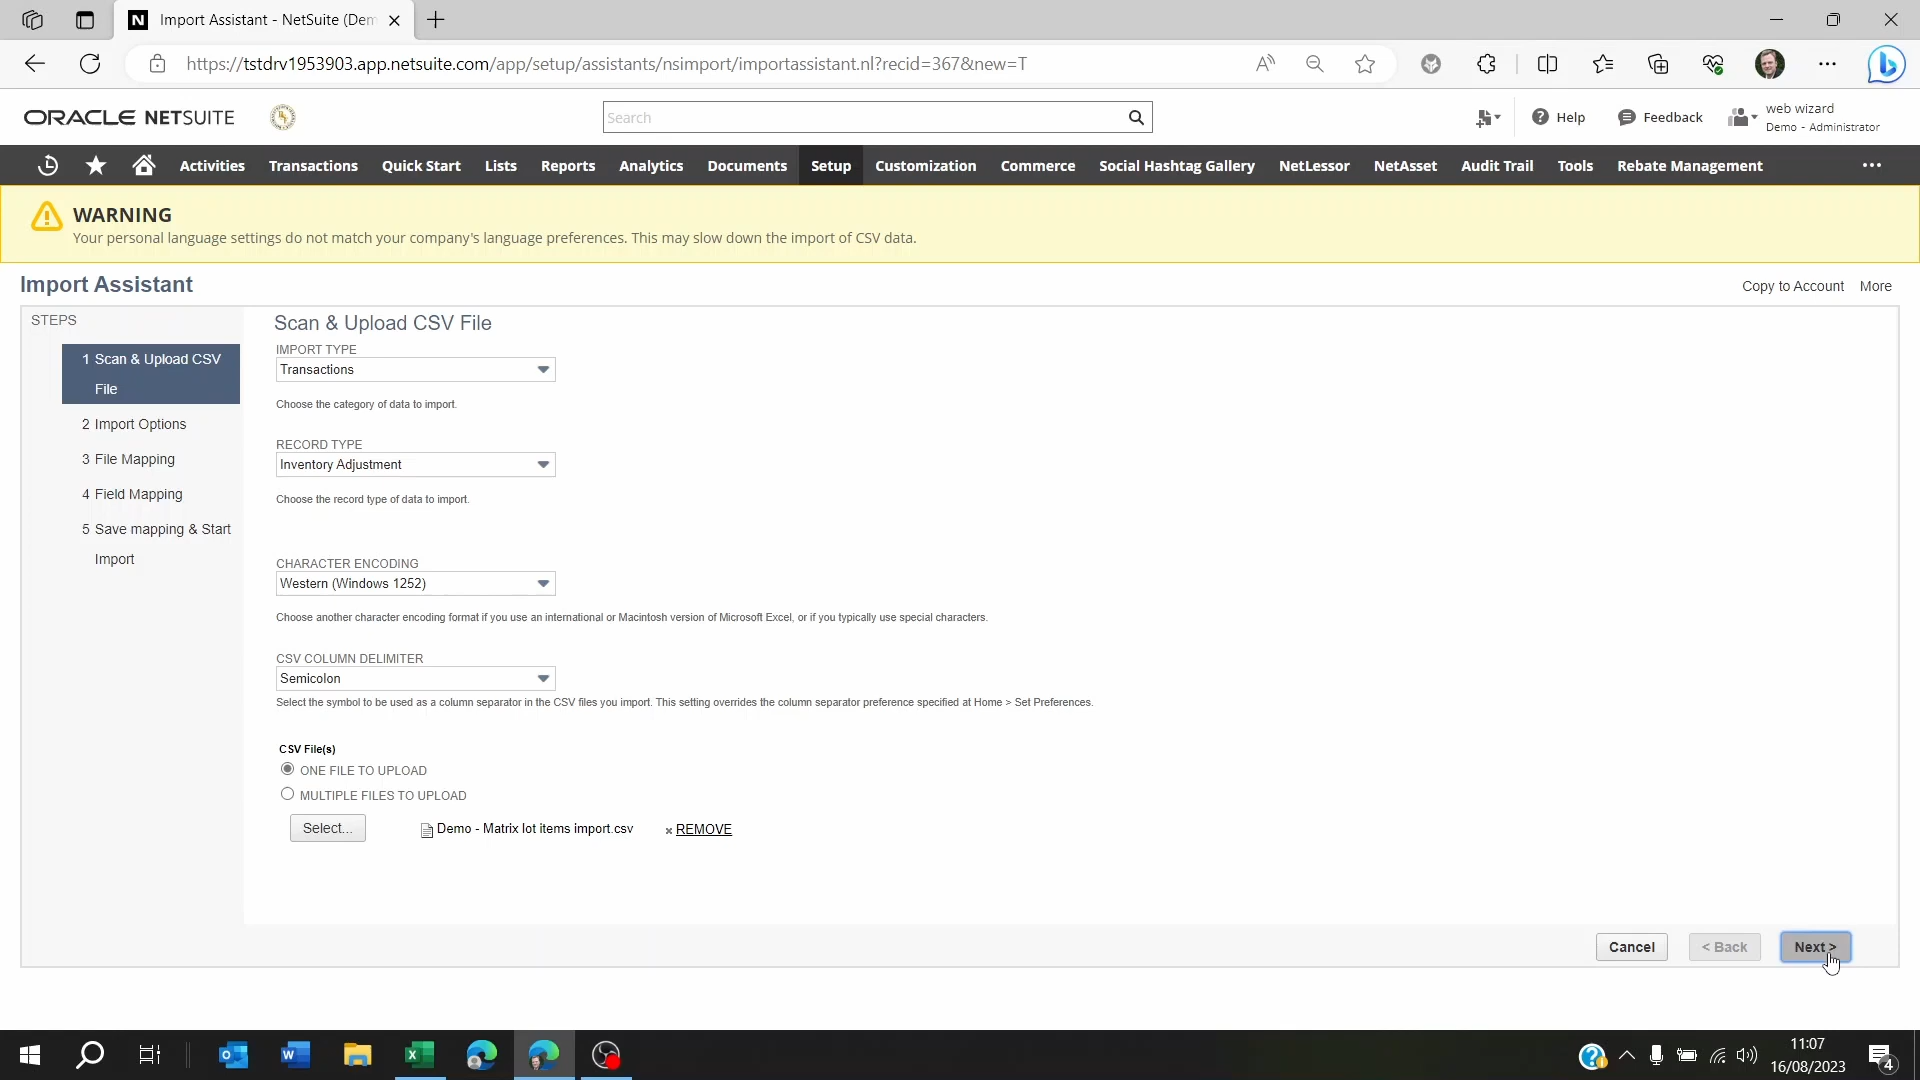 Import Assistant - NetSuite (Dem
https://tstdrv1953903.app.netsuite.com/app/setup/assistants/nsimport/importassistant.nl?recid=367&new=T
ORACLE NETSUITE
Search
Help
Feedback
web wizard
Demo - Administrator
Activities
Transactions
Quick Start
Lists
Reports
Analytics
Documents
Setup
Customization
Commerce
Social Hashtag Gallery
NetLessor
NetAsset
Audit Trail
Tools
Rebate Management
WARNING
Your personal language settings do not match your company's language preferences. This may slow down the import of CSV data.
Import Assistant
Copy to Account
More
STEPS
1 Scan & Upload CSV
File
2 Import Options
3 File Mapping
4 Field Mapping
5 Save mapping & Start
Import
Scan & Upload CSV File
IMPORT TYPE
Transactions
Choose the category of data to import.
RECORD TYPE
Inventory Adjustment
Choose the record type of data to import.
CHARACTER ENCODING
Western (Windows 1252)
Choose another character encoding format if you use an international or Macintosh version of Microsoft Excel, or if you typically use special characters.
CSV COLUMN DELIMITER
Semicolon
Select the symbol to be used as a column separator in the CSV files you import. This setting overrides the column separator preference specified at Home > Set Preferences.
CSV File(s)
ONE FILE TO UPLOAD
MULTIPLE FILES TO UPLOAD
Select...
Demo - Matrix lot items import.csv
REMOVE
Cancel
< Back
Next >
11:07
16/08/2023
4